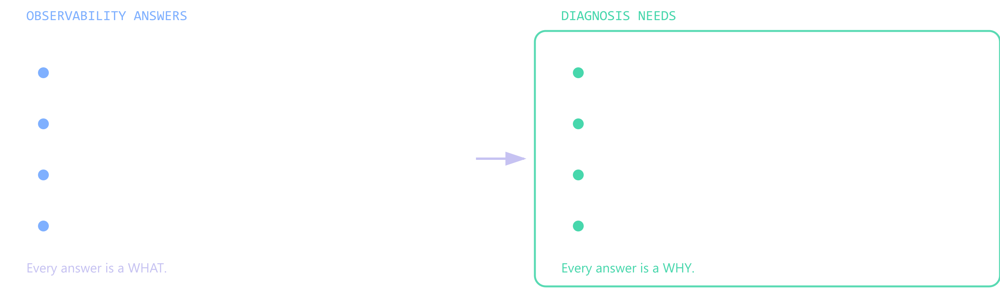 OBSERVABILITY ANSWERS
DIAGNOSIS NEEDS
Every answer is a WHAT.
Every answer is a WHY.